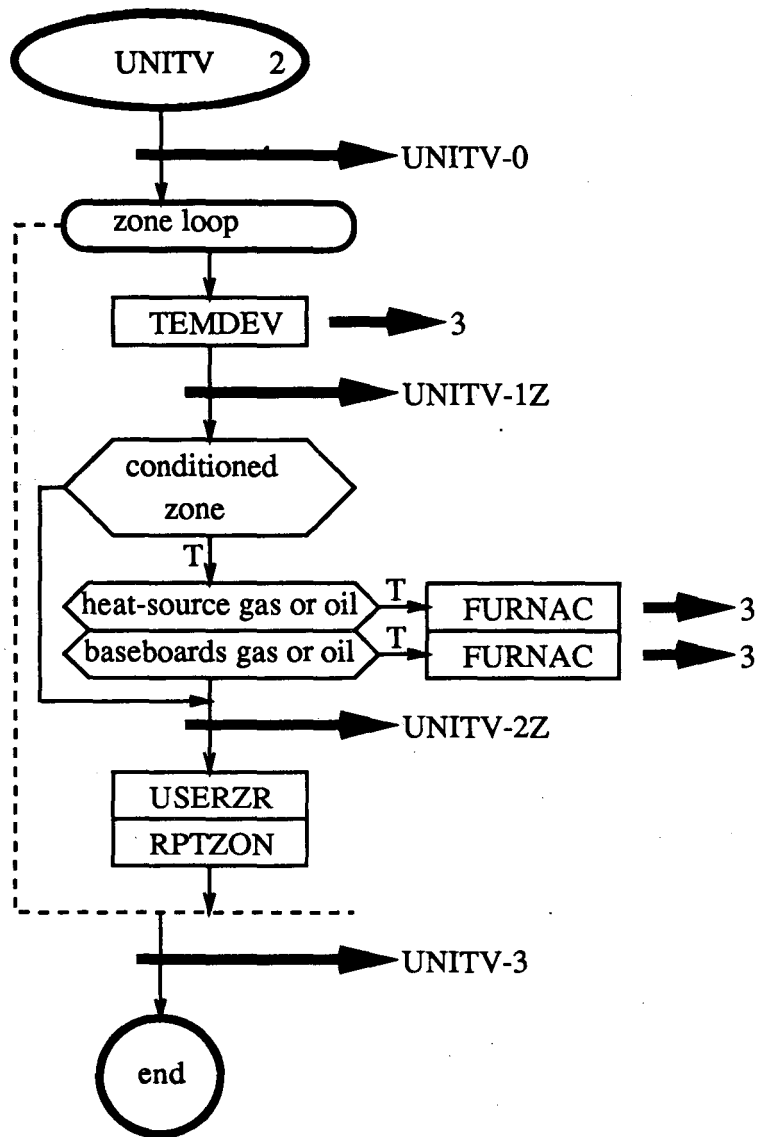 UNITV 2
UNITV-0
zone loop
TEMDEV 3
UNITV-1Z
conditioned
zone
T
heat-source gas or oil T FURNAC 3
baseboards gas or oil T FURNAC 3
UNITV-2Z
USERZR
RPTZON
UNITV-3
end